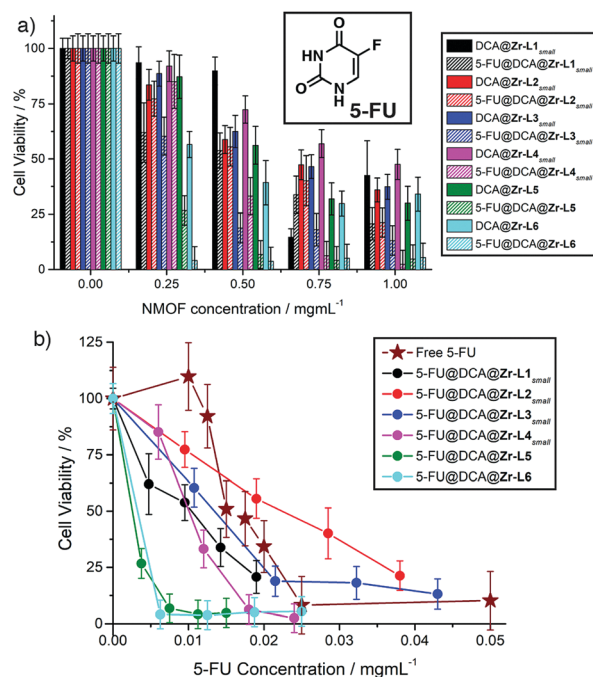 a)
Cell Viability / %
100
75
50
25
0
0.00 0.25 0.50 0.75 1.00
NMOF concentration / mgmL-1
O
F
HN
O
N
H
5-FU
DCA@Zr-L1small
5-FU@DCA@Zr-L1small
DCA@Zr-L2small
5-FU@DCA@Zr-L2small
DCA@Zr-L3small
5-FU@DCA@Zr-L3small
DCA@Zr-L4small
5-FU@DCA@Zr-L4small
DCA@Zr-L5
5-FU@DCA@Zr-L5
DCA@Zr-L6
5-FU@DCA@Zr-L6
b)
Cell Viability / %
125
100
75
50
25
0
0.00 0.01 0.02 0.03 0.04 0.05
5-FU Concentration / mgmL-1
Free 5-FU
5-FU@DCA@Zr-L1small
5-FU@DCA@Zr-L2small
5-FU@DCA@Zr-L3small
5-FU@DCA@Zr-L4small
5-FU@DCA@Zr-L5
5-FU@DCA@Zr-L6